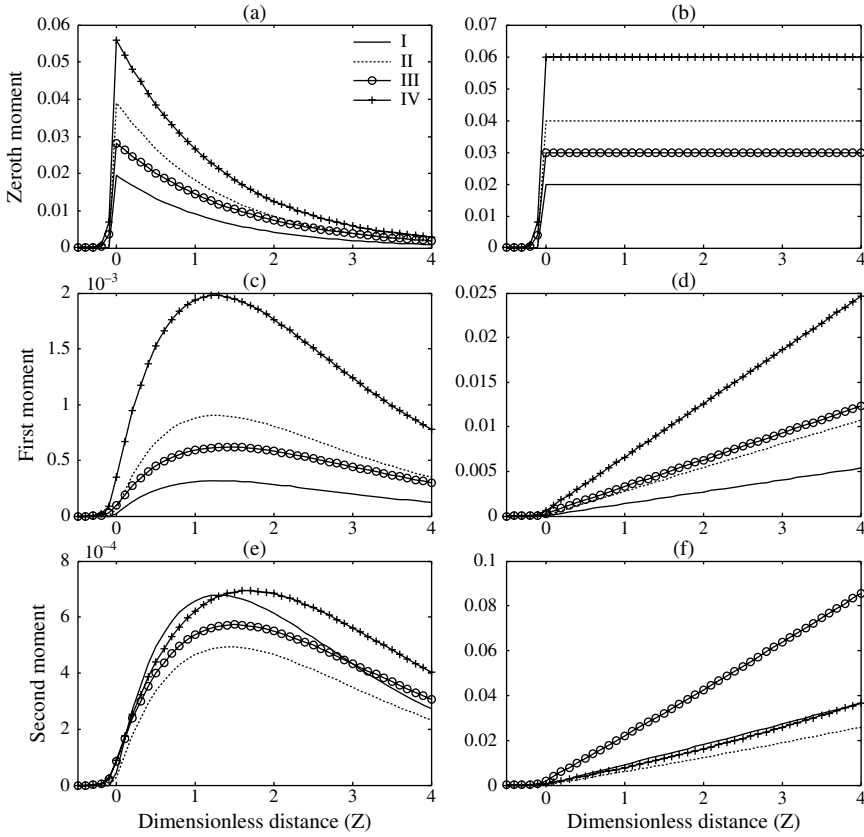 (a)
Zeroth moment
0.06
0.05
0.04
0.03
0.02
0.01
0
0 1 2 3 4
I
II
III
IV
(b)
0.07
0.06
0.05
0.04
0.03
0.02
0.01
0
0 1 2 3 4
(c)
First moment
10⁻³
2
1.5
1
0.5
0
0 1 2 3 4
(d)
0.025
0.02
0.015
0.01
0.005
0
0 1 2 3 4
(e)
Second moment
10⁻⁴
8
6
4
2
0
0 1 2 3 4
Dimensionless distance (Z)
(f)
0.1
0.08
0.06
0.04
0.02
0
0 1 2 3 4
Dimensionless distance (Z)